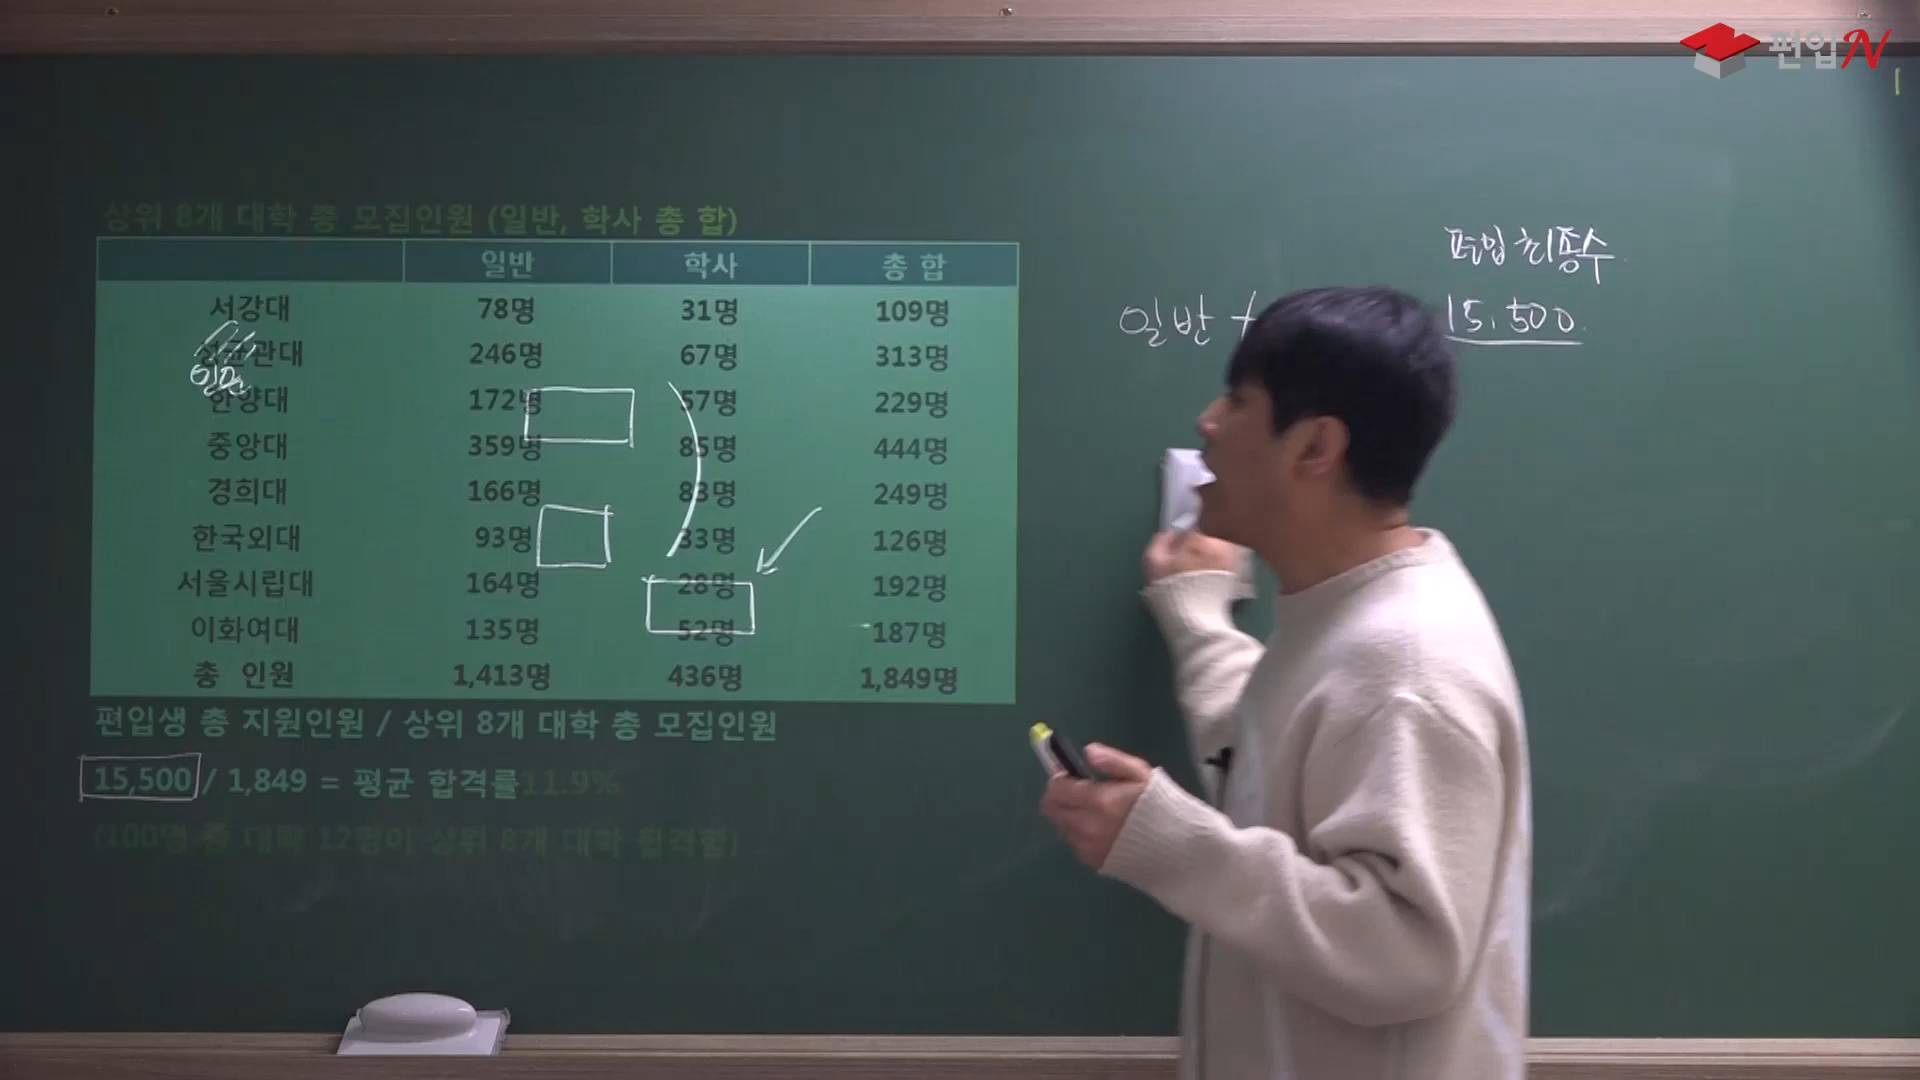 편입N
상위 8개 대학 총 모집인원 (일반, 학사 총 합)
일반 학사 총 합
서강대 78명 31명 109명
성균관대 246명 67명 313명
한양대 172명 57명 229명
중앙대 359명 85명 444명
경희대 166명 83명 249명
한국외대 93명 33명 126명
서울시립대 164명 28명 192명
이화여대 135명 52명 187명
총 인원 1,413명 436명 1,849명
편입생 총 지원인원 / 상위 8개 대학 총 모집인원
15,500 / 1,849 = 평균 합격률 11.9%
(100명 중 대략 12명이 상위 8개 대학 합격함)
편입 최종수
일반 + 15,500